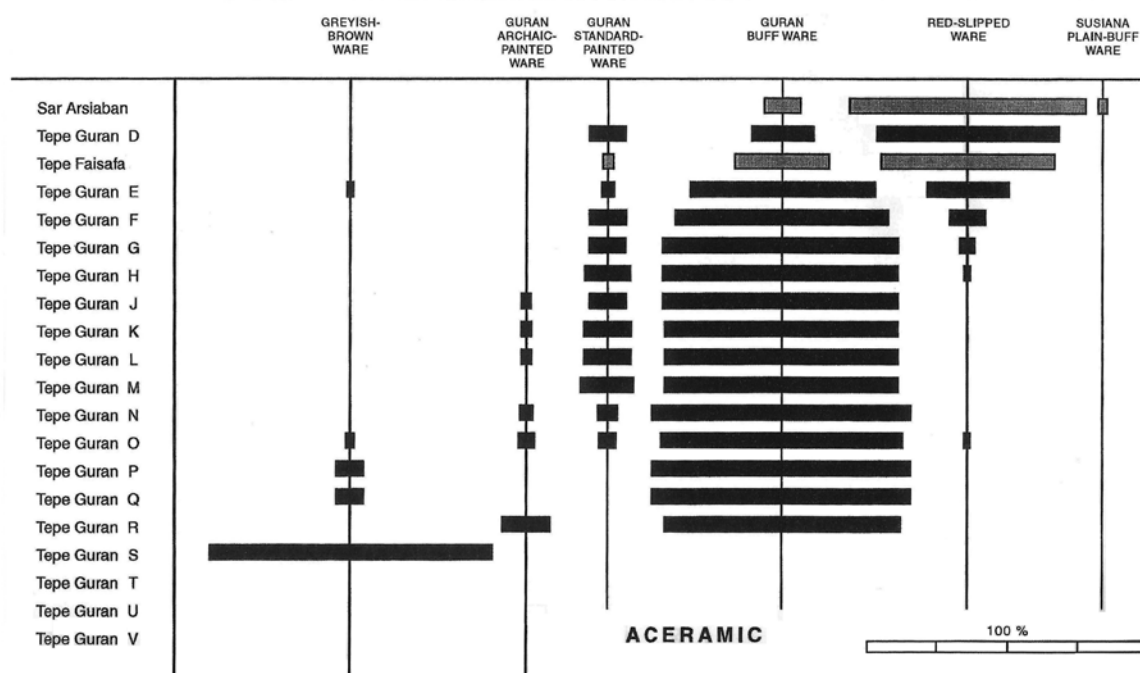 GREYISH-
BROWN
WARE
GURAN
ARCHAIC-
PAINTED
WARE
GURAN
STANDARD-
PAINTED
WARE
GURAN
BUFF WARE
RED-SLIPPED
WARE
SUSIANA
PLAIN-BUFF
WARE
Sar Arsiaban
Tepe Guran D
Tepe Faisafa
Tepe Guran E
Tepe Guran F
Tepe Guran G
Tepe Guran H
Tepe Guran J
Tepe Guran K
Tepe Guran L
Tepe Guran M
Tepe Guran N
Tepe Guran O
Tepe Guran P
Tepe Guran Q
Tepe Guran R
Tepe Guran S
Tepe Guran T
Tepe Guran U
Tepe Guran V
ACERAMIC
100 %